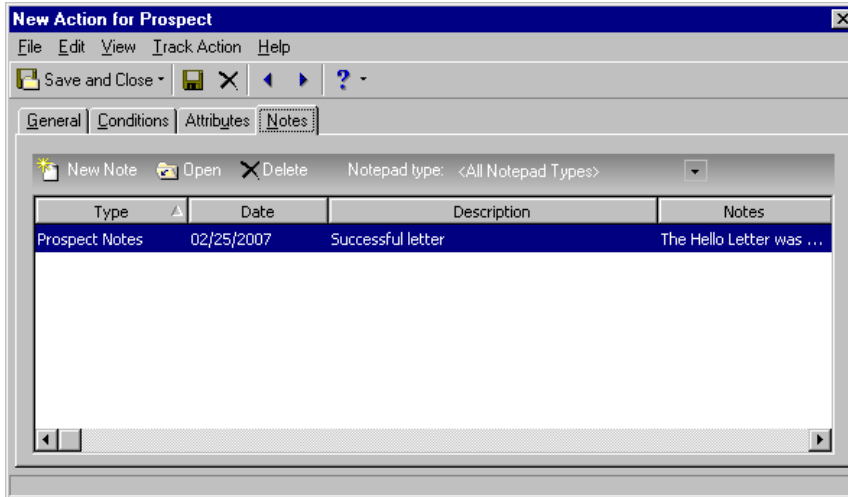 New Action for Prospect
File Edit View Track Action Help
Save and Close
General Conditions Attributes Notes
New Note Open Delete Notepad type: <All Notepad Types>
Type Date Description Notes
Prospect Notes 02/25/2007 Successful letter The Hello Letter was ...